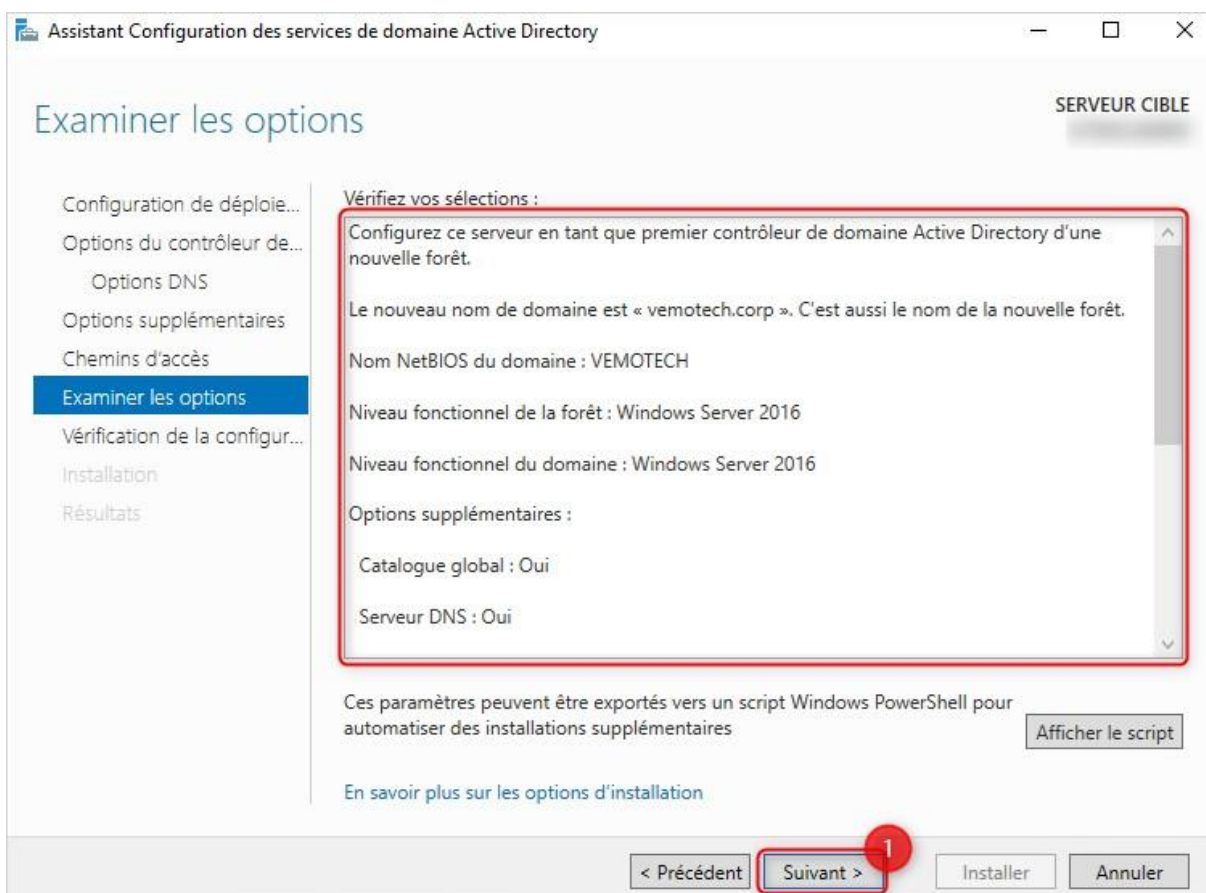 Assistant Configuration des services de domaine Active Directory
Examiner les options
SERVEUR CIBLE
Configuration de déploie...
Options du contrôleur de...
Options DNS
Options supplémentaires
Chemins d'accès
Examiner les options
Vérification de la configur...
Installation
Résultats
Vérifiez vos sélections :
Configurez ce serveur en tant que premier contrôleur de domaine Active Directory d'une
nouvelle forêt.
Le nouveau nom de domaine est « vemotech.corp ». C'est aussi le nom de la nouvelle forêt.
Nom NetBIOS du domaine : VEMOTECH
Niveau fonctionnel de la forêt : Windows Server 2016
Niveau fonctionnel du domaine : Windows Server 2016
Options supplémentaires :
Catalogue global : Oui
Serveur DNS : Oui
Ces paramètres peuvent être exportés vers un script Windows PowerShell pour
automatiser des installations supplémentaires
Afficher le script
En savoir plus sur les options d'installation
1
< Précédent
Suivant >
Installer
Annuler